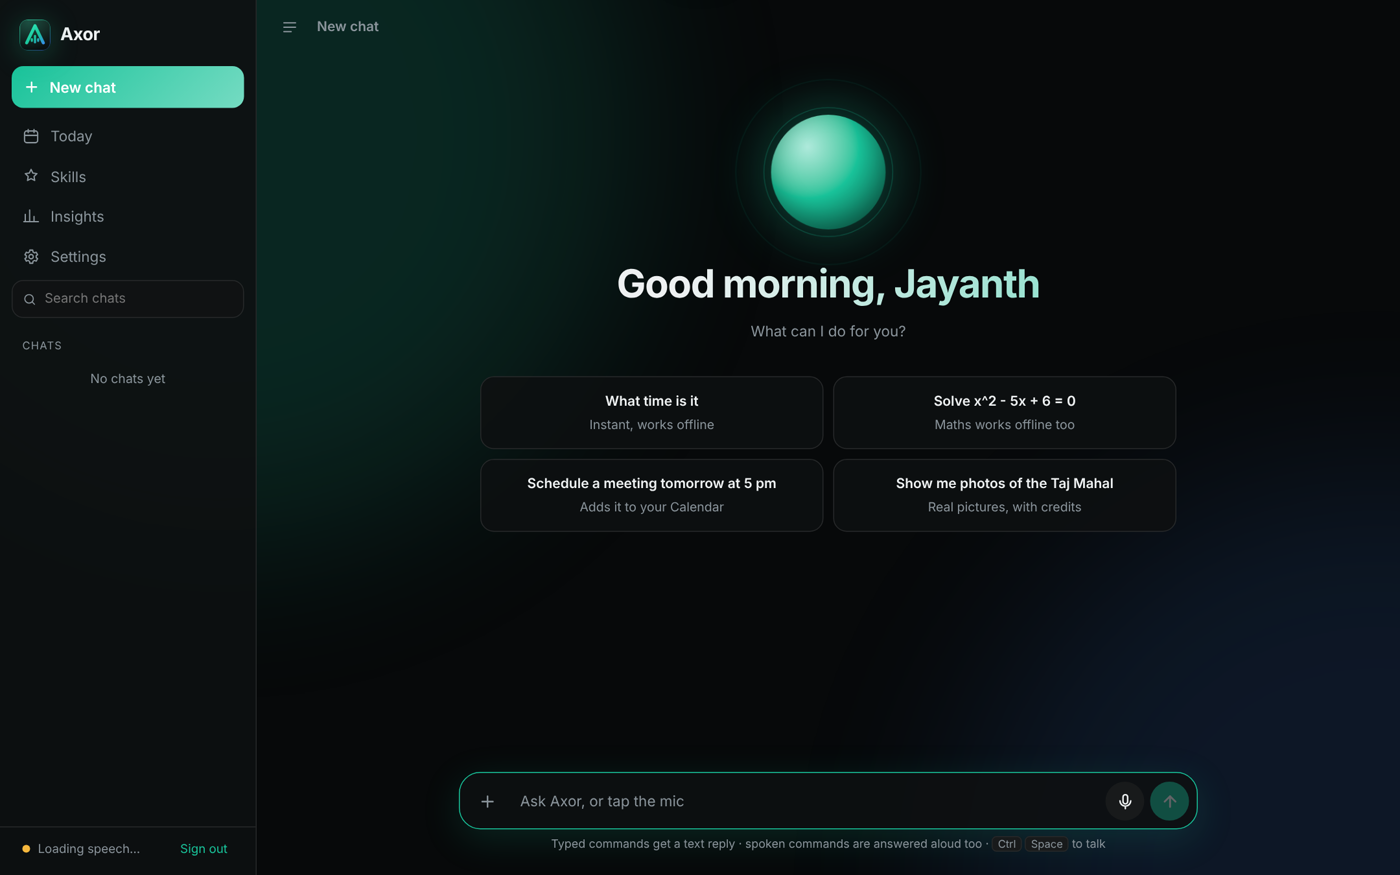 Axor
New chat
Today
Skills
Insights
Settings
Search chats
CHATS
No chats yet
Loading speech...
Sign out
New chat
Good morning, Jayanth
What can I do for you?
What time is it
Instant, works offline
Solve x^2 - 5x + 6 = 0
Maths works offline too
Schedule a meeting tomorrow at 5 pm
Adds it to your Calendar
Show me photos of the Taj Mahal
Real pictures, with credits
Ask Axor, or tap the mic
Typed commands get a text reply · spoken commands are answered aloud too · Ctrl Space to talk